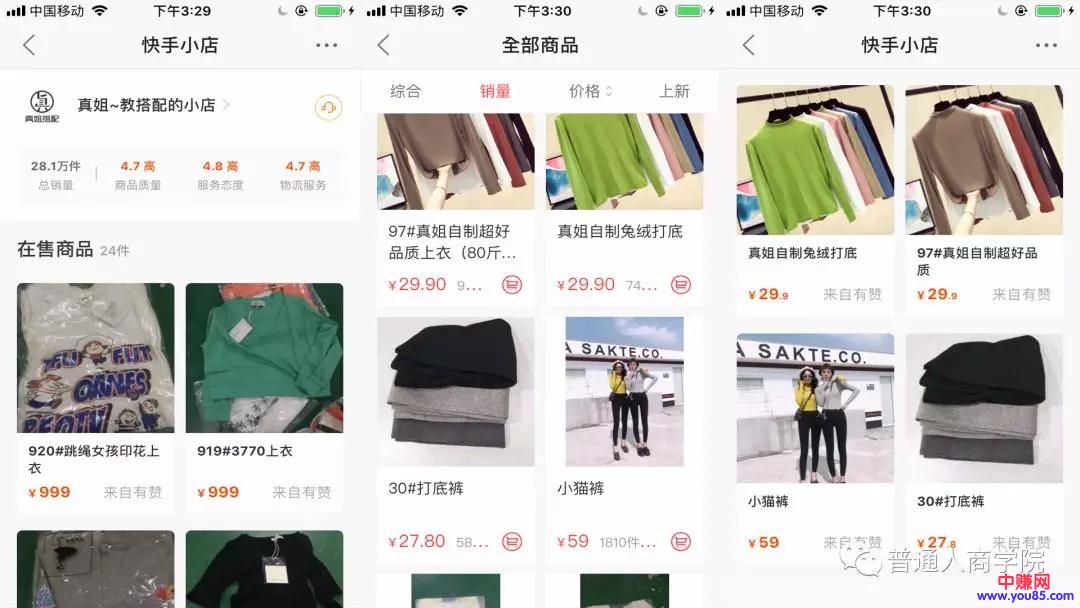 中国移动 下午3:29
快手小店
真姐搭配
真姐~教搭配的小店
28.1万件
总销量
4.7 高
商品质量
4.8 高
服务态度
4.7 高
物流服务
在售商品 24件
920#跳绳女孩印花上衣
¥999 来自有赞
919#3770上衣
¥999 来自有赞
中国移动 下午3:30
全部商品
综合 销量 价格 上新
97#真姐自制超好
品质上衣（80斤...
¥29.90 9...
真姐自制兔绒打底
¥29.90 74...
A SAKTE.CO.
30#打底裤
¥27.80 58...
小猫裤
¥59 1810件...
中国移动 下午3:30
快手小店
真姐自制兔绒打底
¥29.9 来自有赞
97#真姐自制超好品
质
¥29.9 来自有赞
A SAKTE.CO.
小猫裤
¥59 来自有赞
30#打底裤
¥27.8 来自有赞
普通人商学院
中赚网
www.you85.com